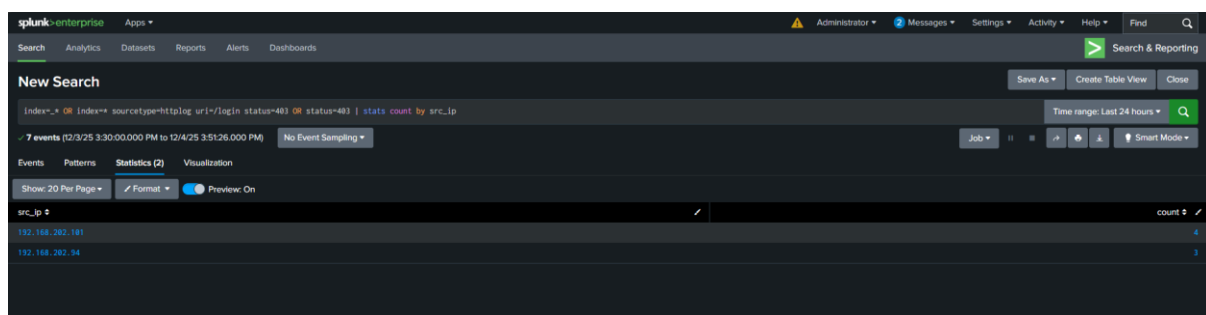 splunk>enterprise Apps ▾ Administrator ▾ 2 Messages ▾ Settings ▾ Activity ▾ Help ▾ Find
Search Analytics Datasets Reports Alerts Dashboards Search & Reporting
New Search Save As ▾ Create Table View Close
index=_* OR index=* sourcetype=httplog uri=/login status=403 OR status=403 | stats count by src_ip Time range: Last 24 hours ▾
✓ 7 events (12/3/25 3:30:00.000 PM to 12/4/25 3:51:26.000 PM) No Event Sampling ▾ Job ▾ Smart Mode ▾
Events Patterns Statistics (2) Visualization
Show: 20 Per Page ▾ Format ▾ Preview: On
src_ip count
192.168.202.101 4
192.168.202.94 3